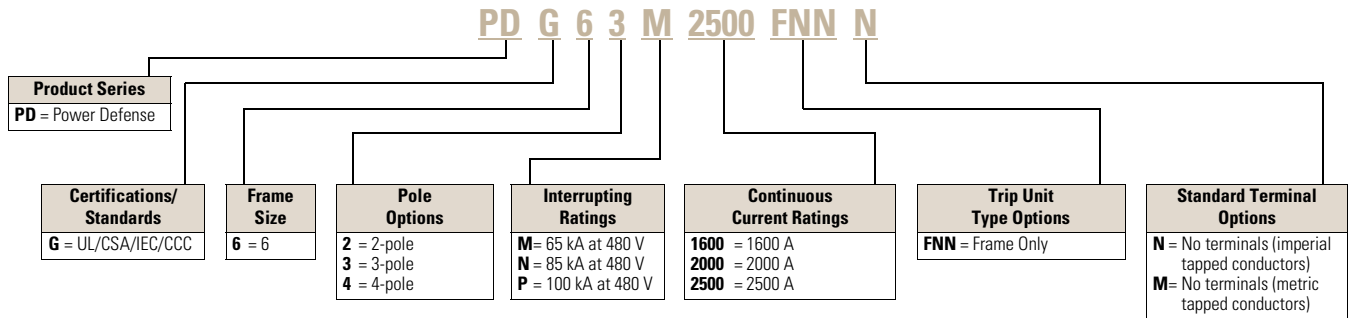 PD G 6 3 M 2500 FNN N
Product Series
PD = Power Defense
Certifications/
Standards
G = UL/CSA/IEC/CCC
Frame
Size
6 = 6
Pole
Options
2 = 2-pole
3 = 3-pole
4 = 4-pole
Interrupting
Ratings
M= 65 kA at 480 V
N = 85 kA at 480 V
P = 100 kA at 480 V
Continuous
Current Ratings
1600 = 1600 A
2000 = 2000 A
2500 = 2500 A
Trip Unit
Type Options
FNN = Frame Only
Standard Terminal
Options
N = No terminals (imperial
tapped conductors)
M= No terminals (metric
tapped conductors)